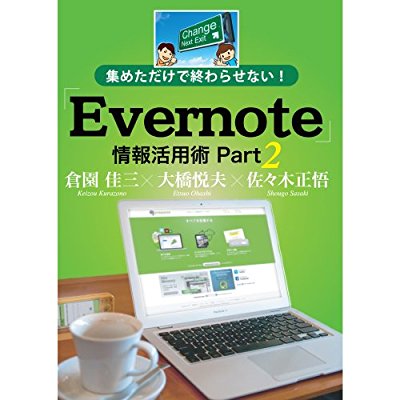 Change
Next Exit
集めただけで終わらせない！
「Evernote」
情報活用術 Part2
倉園 佳三×大橋悦夫×佐々木正悟
Keizou Kurazono Etsuo Ohashi Shougo Sasaki